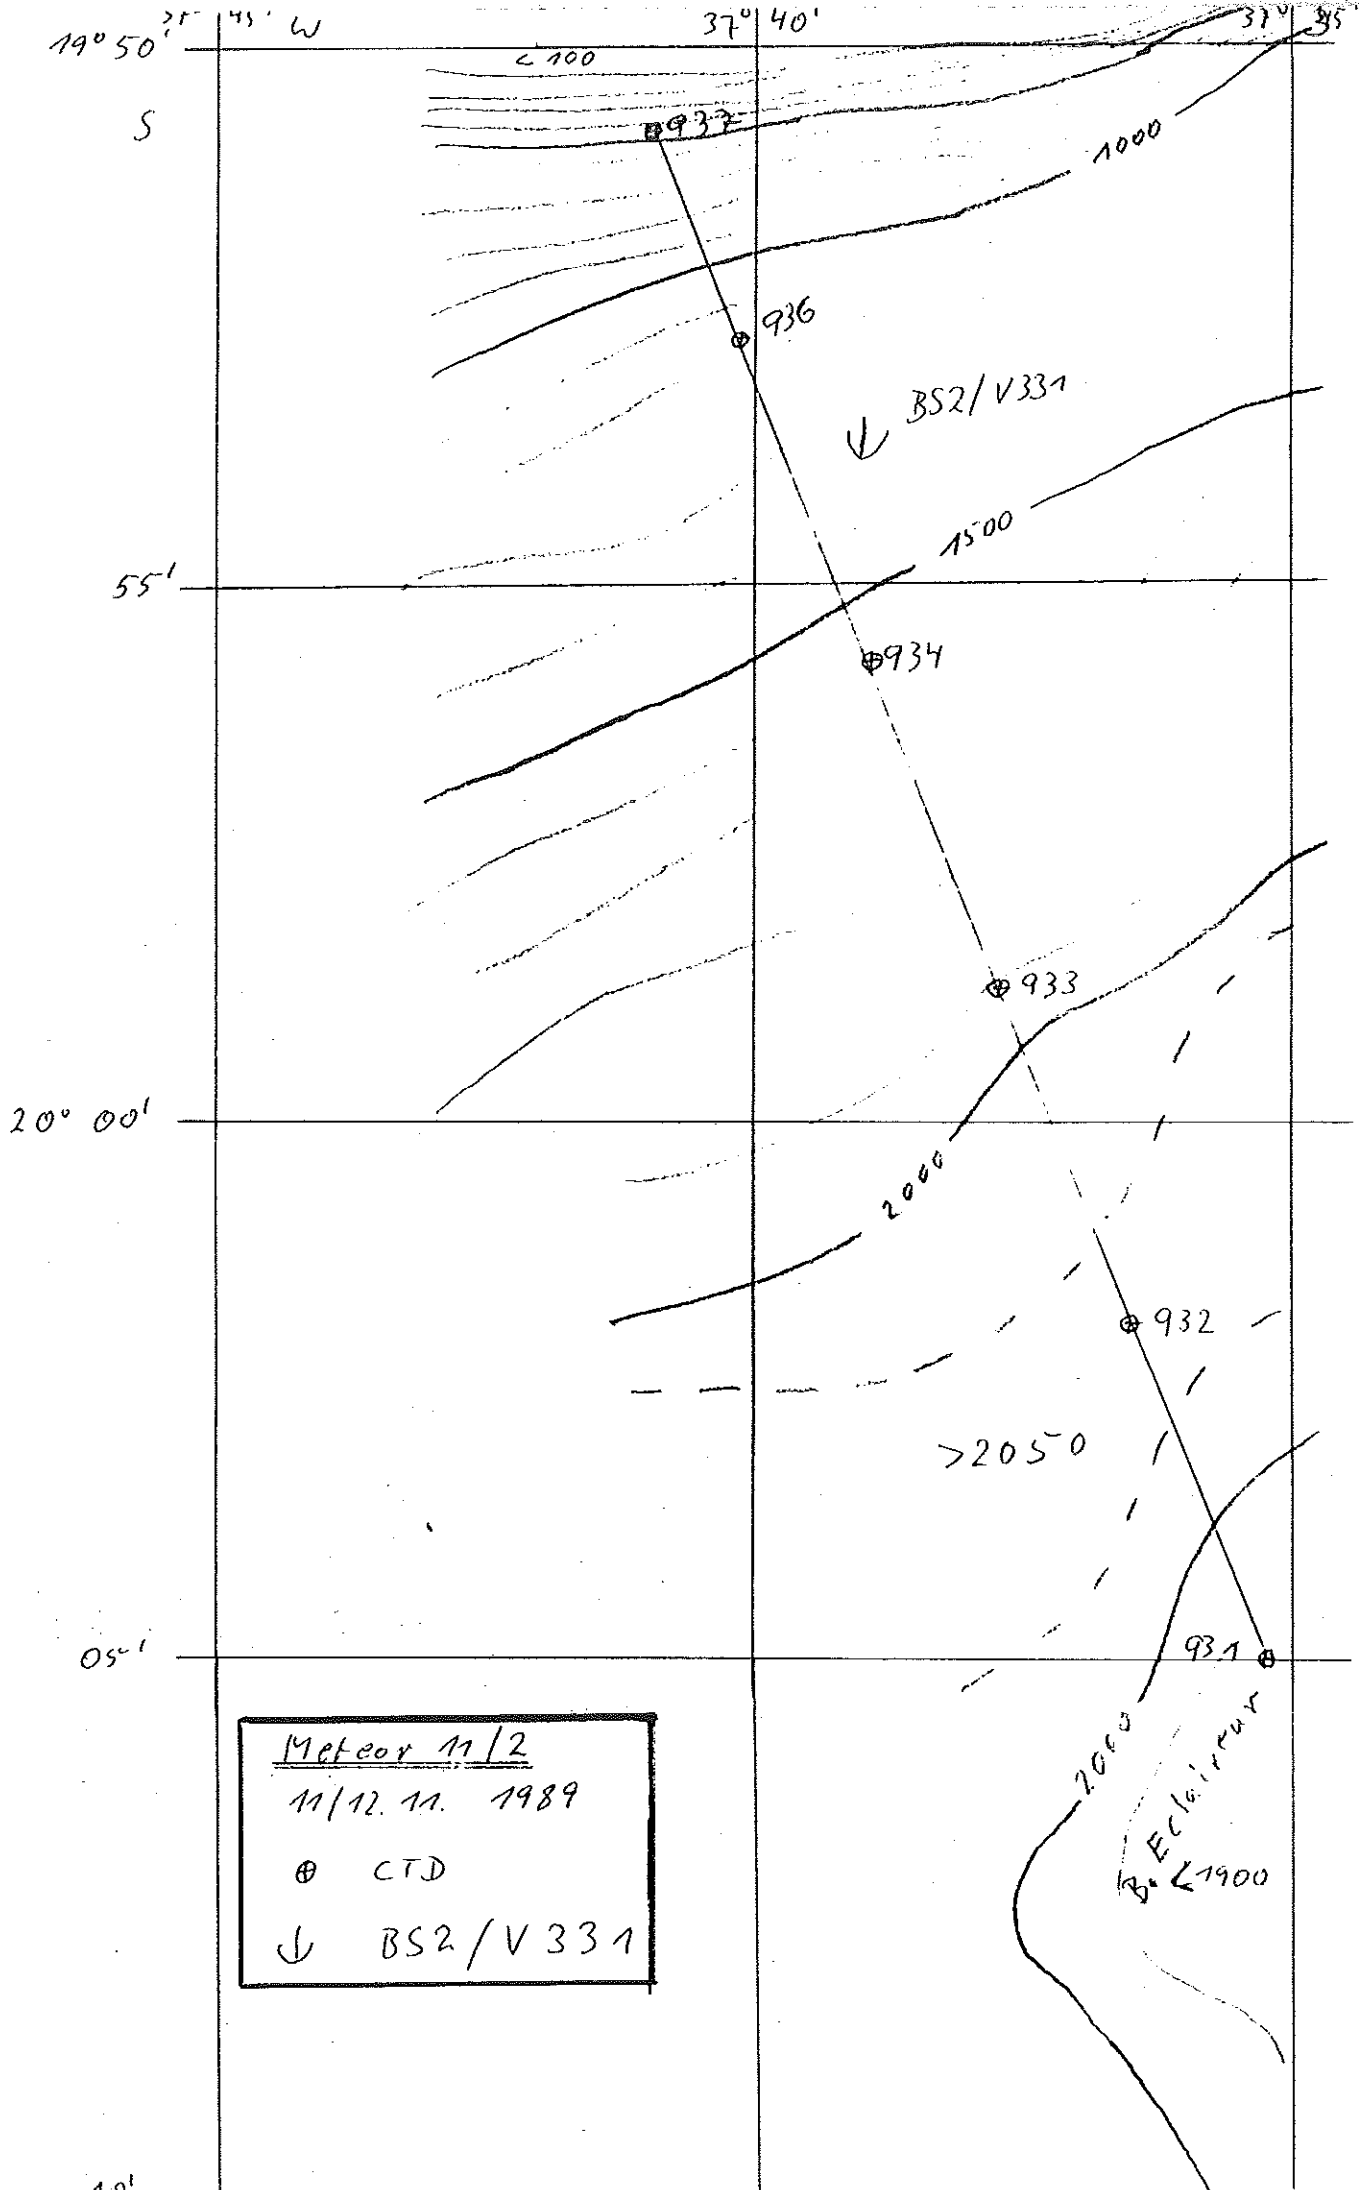 45' W
37° 40'
37° 35'
19° 50'
< 100
S
937
1000
936
BS2/V331
1500
55'
934
933
20° 00'
2000
932
>2050
05'
931
2000
B. Eclaireur
<1900
Meteor 11/2
11/12. 11. 1989
⊕ CTD
↓ BS2/V 331